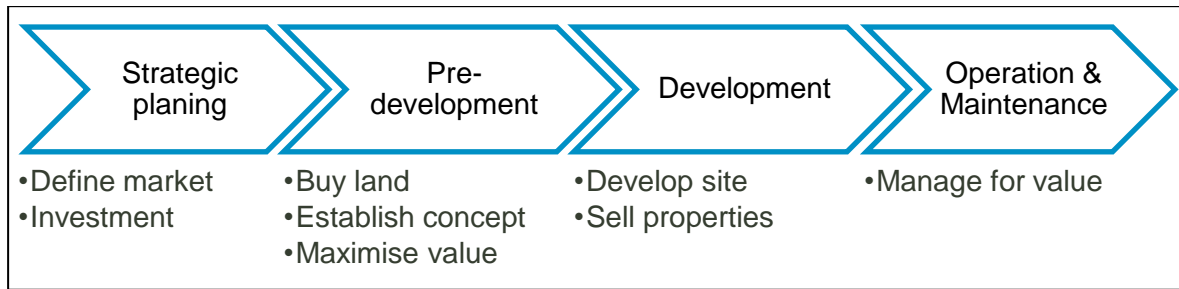 Strategic
planing
Pre-
development
Development
Operation &
Maintenance
•Define market
•Investment
•Buy land
•Establish concept
•Maximise value
•Develop site
•Sell properties
•Manage for value